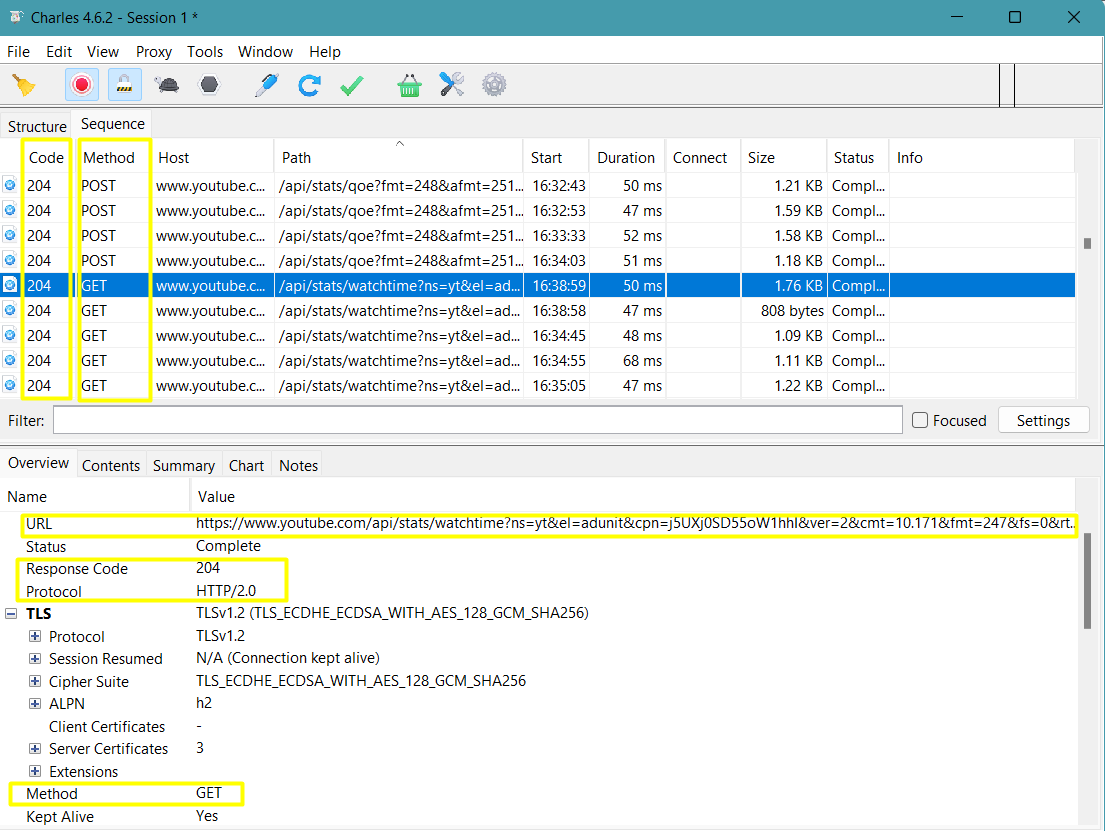 Charles 4.6.2 - Session 1 *
File Edit View Proxy Tools Window Help
Structure Sequence
Code Method Host Path Start Duration Connect Size Status Info
204 POST www.youtube.c... /api/stats/qoe?fmt=248&afmt=251... 16:32:43 50 ms 1.21 KB Compl...
204 POST www.youtube.c... /api/stats/qoe?fmt=248&afmt=251... 16:32:53 47 ms 1.59 KB Compl...
204 POST www.youtube.c... /api/stats/qoe?fmt=248&afmt=251... 16:33:33 52 ms 1.58 KB Compl...
204 POST www.youtube.c... /api/stats/qoe?fmt=248&afmt=251... 16:34:03 51 ms 1.18 KB Compl...
204 GET www.youtube.c... /api/stats/watchtime?ns=yt&el=ad... 16:38:59 50 ms 1.76 KB Compl...
204 GET www.youtube.c... /api/stats/watchtime?ns=yt&el=ad... 16:38:58 47 ms 808 bytes Compl...
204 GET www.youtube.c... /api/stats/watchtime?ns=yt&el=ad... 16:34:45 48 ms 1.09 KB Compl...
204 GET www.youtube.c... /api/stats/watchtime?ns=yt&el=ad... 16:34:55 68 ms 1.11 KB Compl...
204 GET www.youtube.c... /api/stats/watchtime?ns=yt&el=ad... 16:35:05 47 ms 1.22 KB Compl...
Filter: Focused Settings
Overview Contents Summary Chart Notes
Name Value
URL https://www.youtube.com/api/stats/watchtime?ns=yt&el=adunit&cpn=j5UXj0SD55oW1hhI&ver=2&cmt=10.171&fmt=247&fs=0&rt...
Status Complete
Response Code 204
Protocol HTTP/2.0
TLS TLSv1.2 (TLS_ECDHE_ECDSA_WITH_AES_128_GCM_SHA256)
Protocol TLSv1.2
Session Resumed N/A (Connection kept alive)
Cipher Suite TLS_ECDHE_ECDSA_WITH_AES_128_GCM_SHA256
ALPN h2
Client Certificates -
Server Certificates 3
Extensions
Method GET
Kept Alive Yes